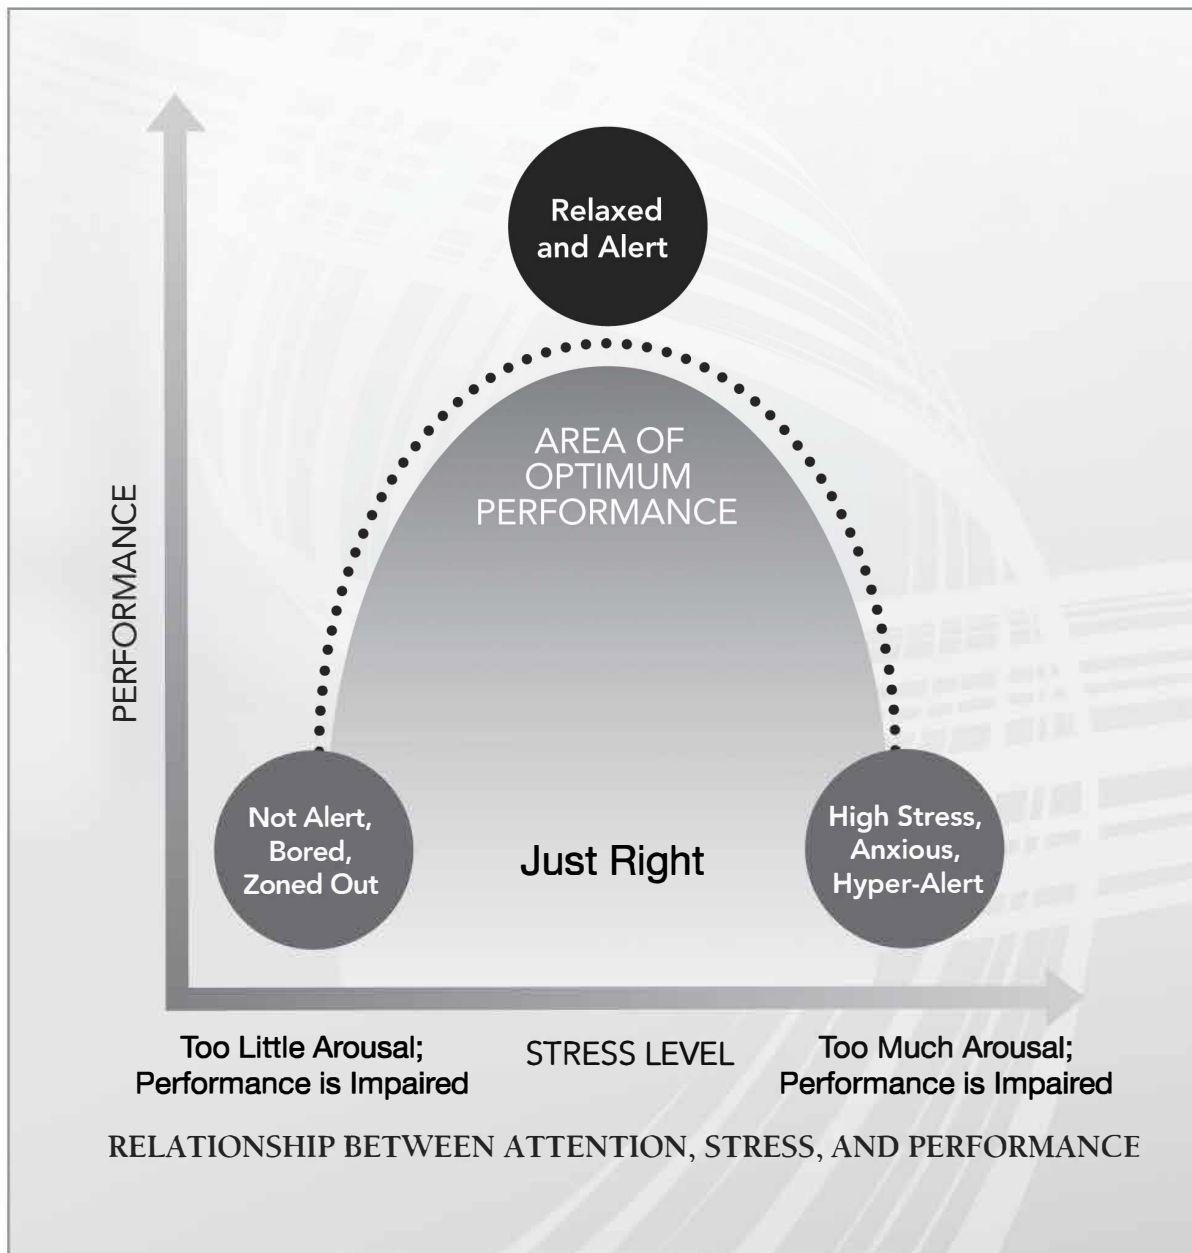 Relaxed
and Alert
AREA OF
OPTIMUM
PERFORMANCE
PERFORMANCE
Not Alert,
Bored,
Zoned Out
Just Right
High Stress,
Anxious,
Hyper-Alert
Too Little Arousal;
Performance is Impaired
STRESS LEVEL
Too Much Arousal;
Performance is Impaired
RELATIONSHIP BETWEEN ATTENTION, STRESS, AND PERFORMANCE